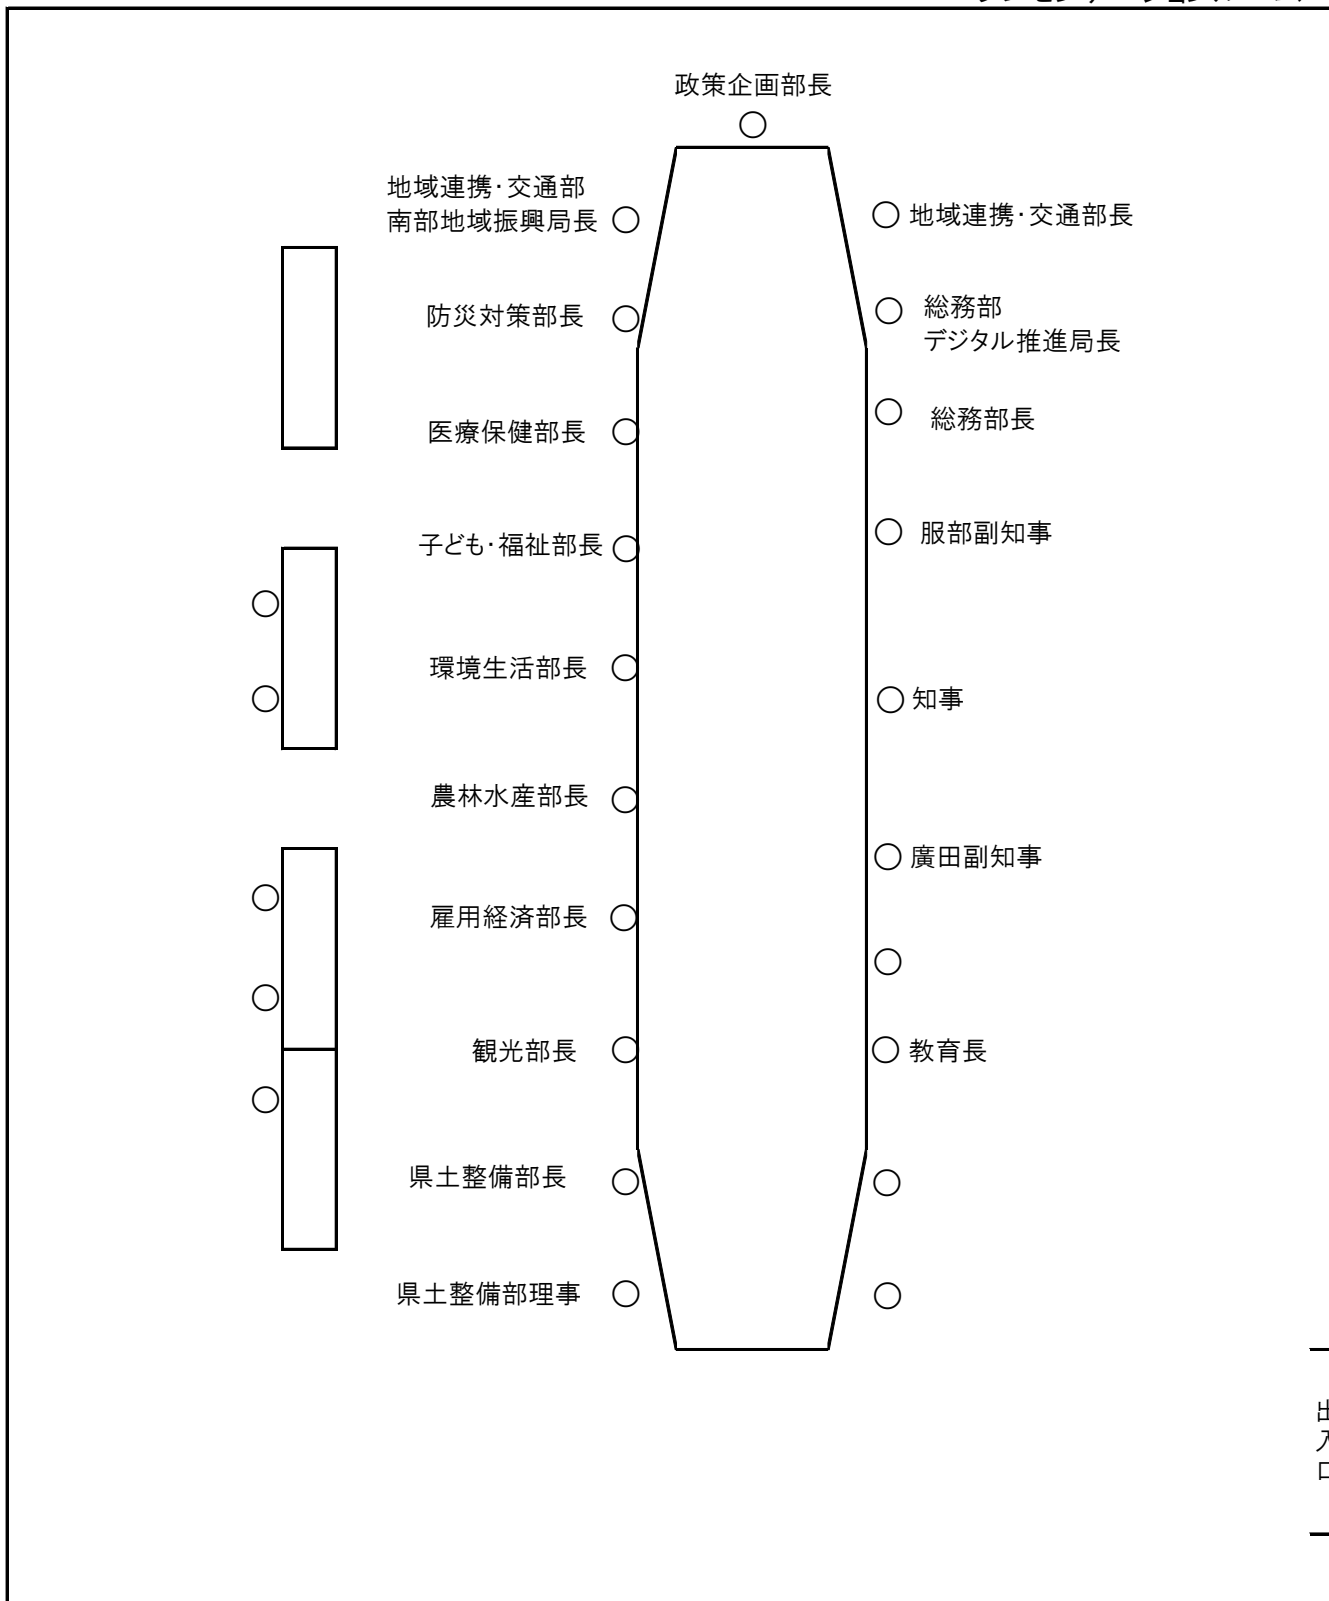 政策企画部長
地域連携・交通部
南部地域振興局長
地域連携・交通部長
防災対策部長
総務部
デジタル推進局長
医療保健部長
総務部長
子ども・福祉部長
服部副知事
環境生活部長
知事
農林水産部長
廣田副知事
雇用経済部長
観光部長
教育長
県土整備部長
県土整備部理事
出
入
口